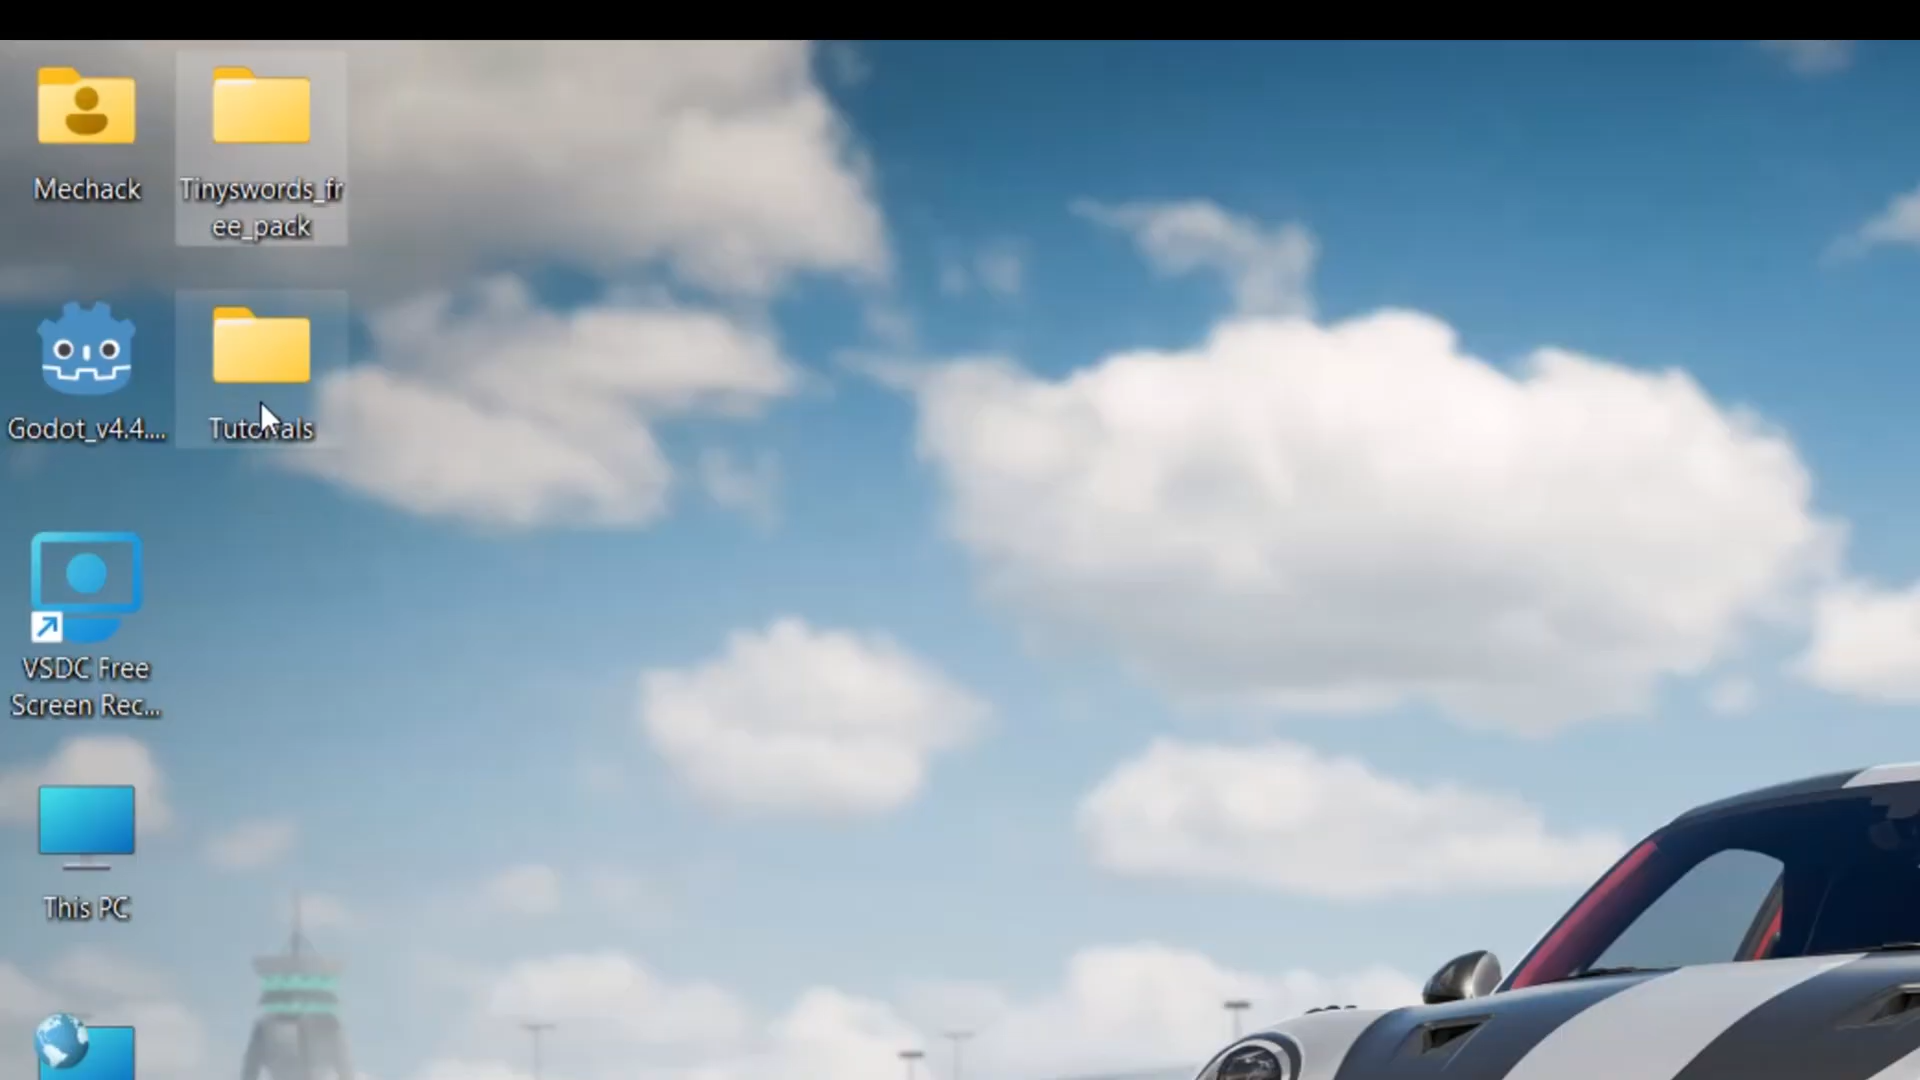 Mechack
Tinyswords_fr
ee_pack
Godot_v4.4....
Tutorials
VSDC Free
Screen Rec...
This PC